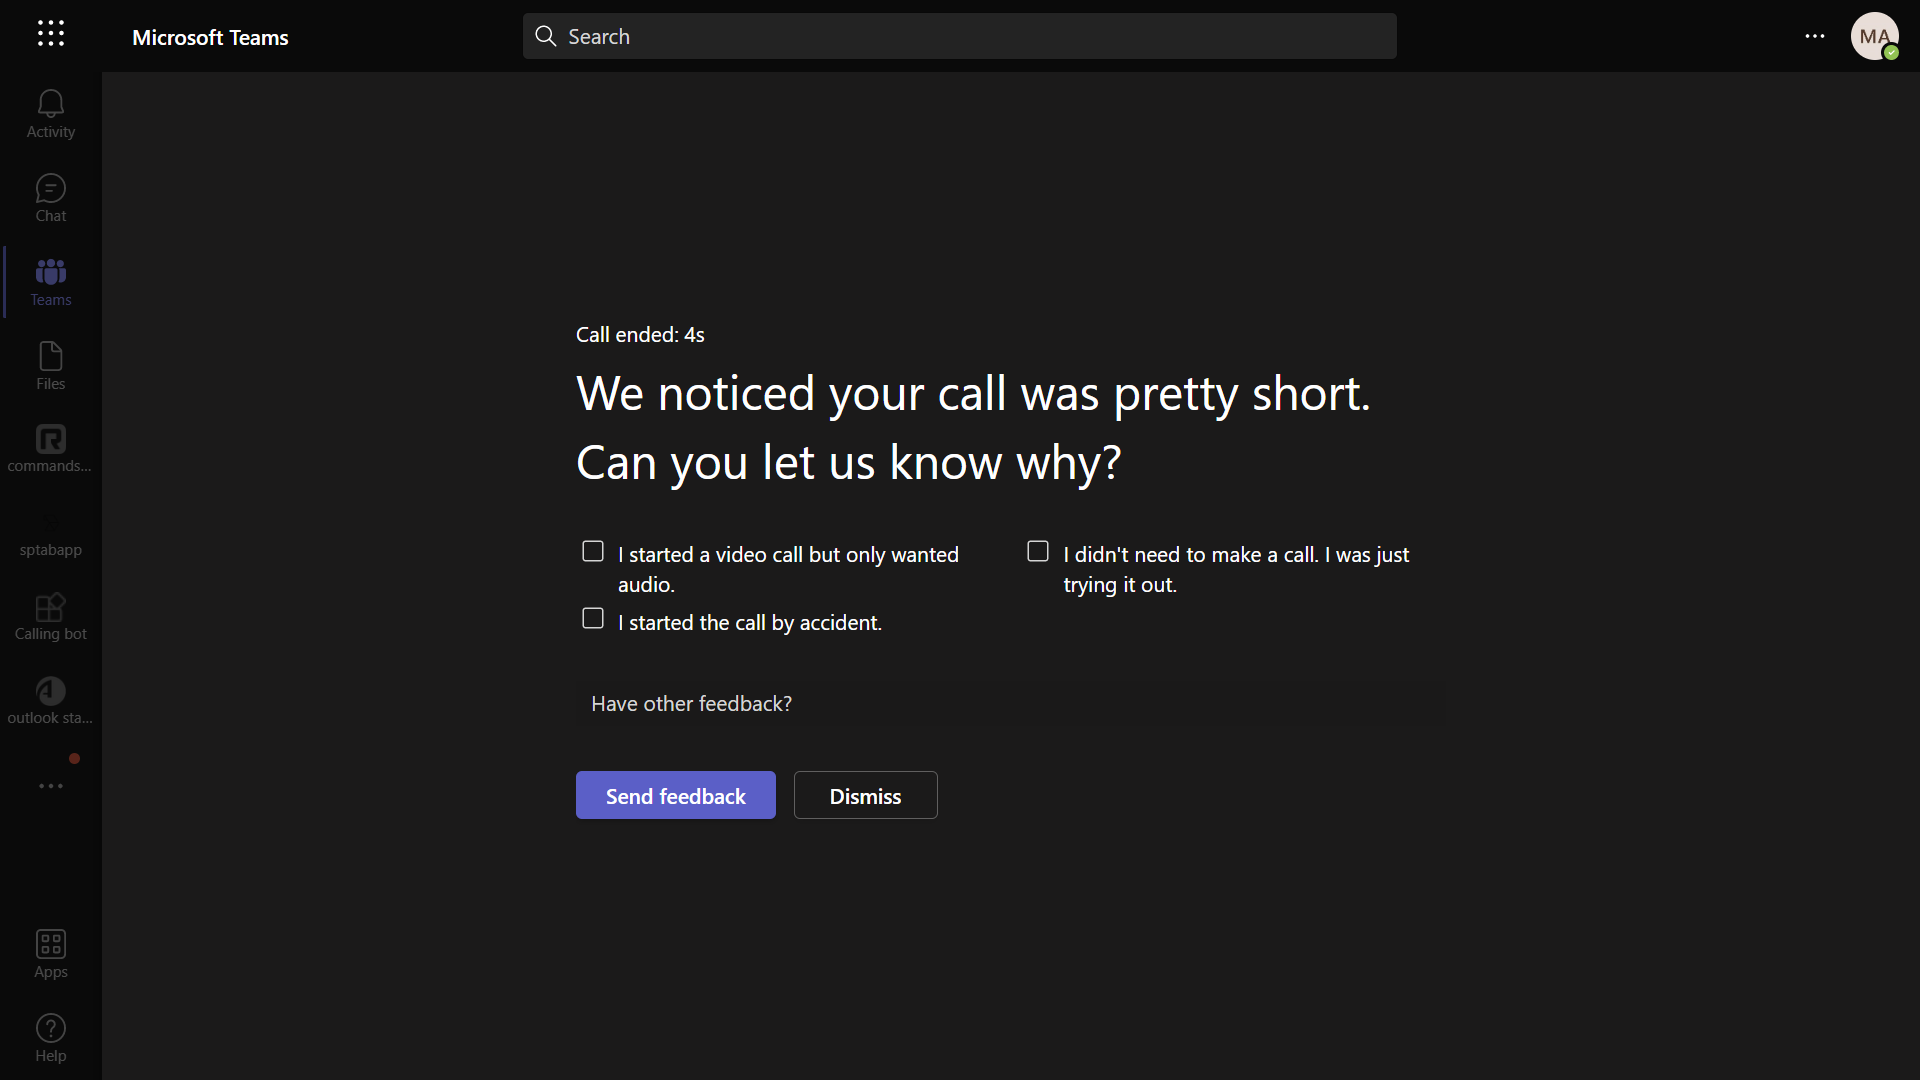 Microsoft Teams
Search
MA
Activity
Chat
Teams
Files
commands...
sptabapp
Calling bot
outlook sta...
Apps
Help
Call ended: 4s
We noticed your call was pretty short.
Can you let us know why?
I started a video call but only wanted
audio.
I didn't need to make a call. I was just
trying it out.
I started the call by accident.
Have other feedback?
Send feedback
Dismiss